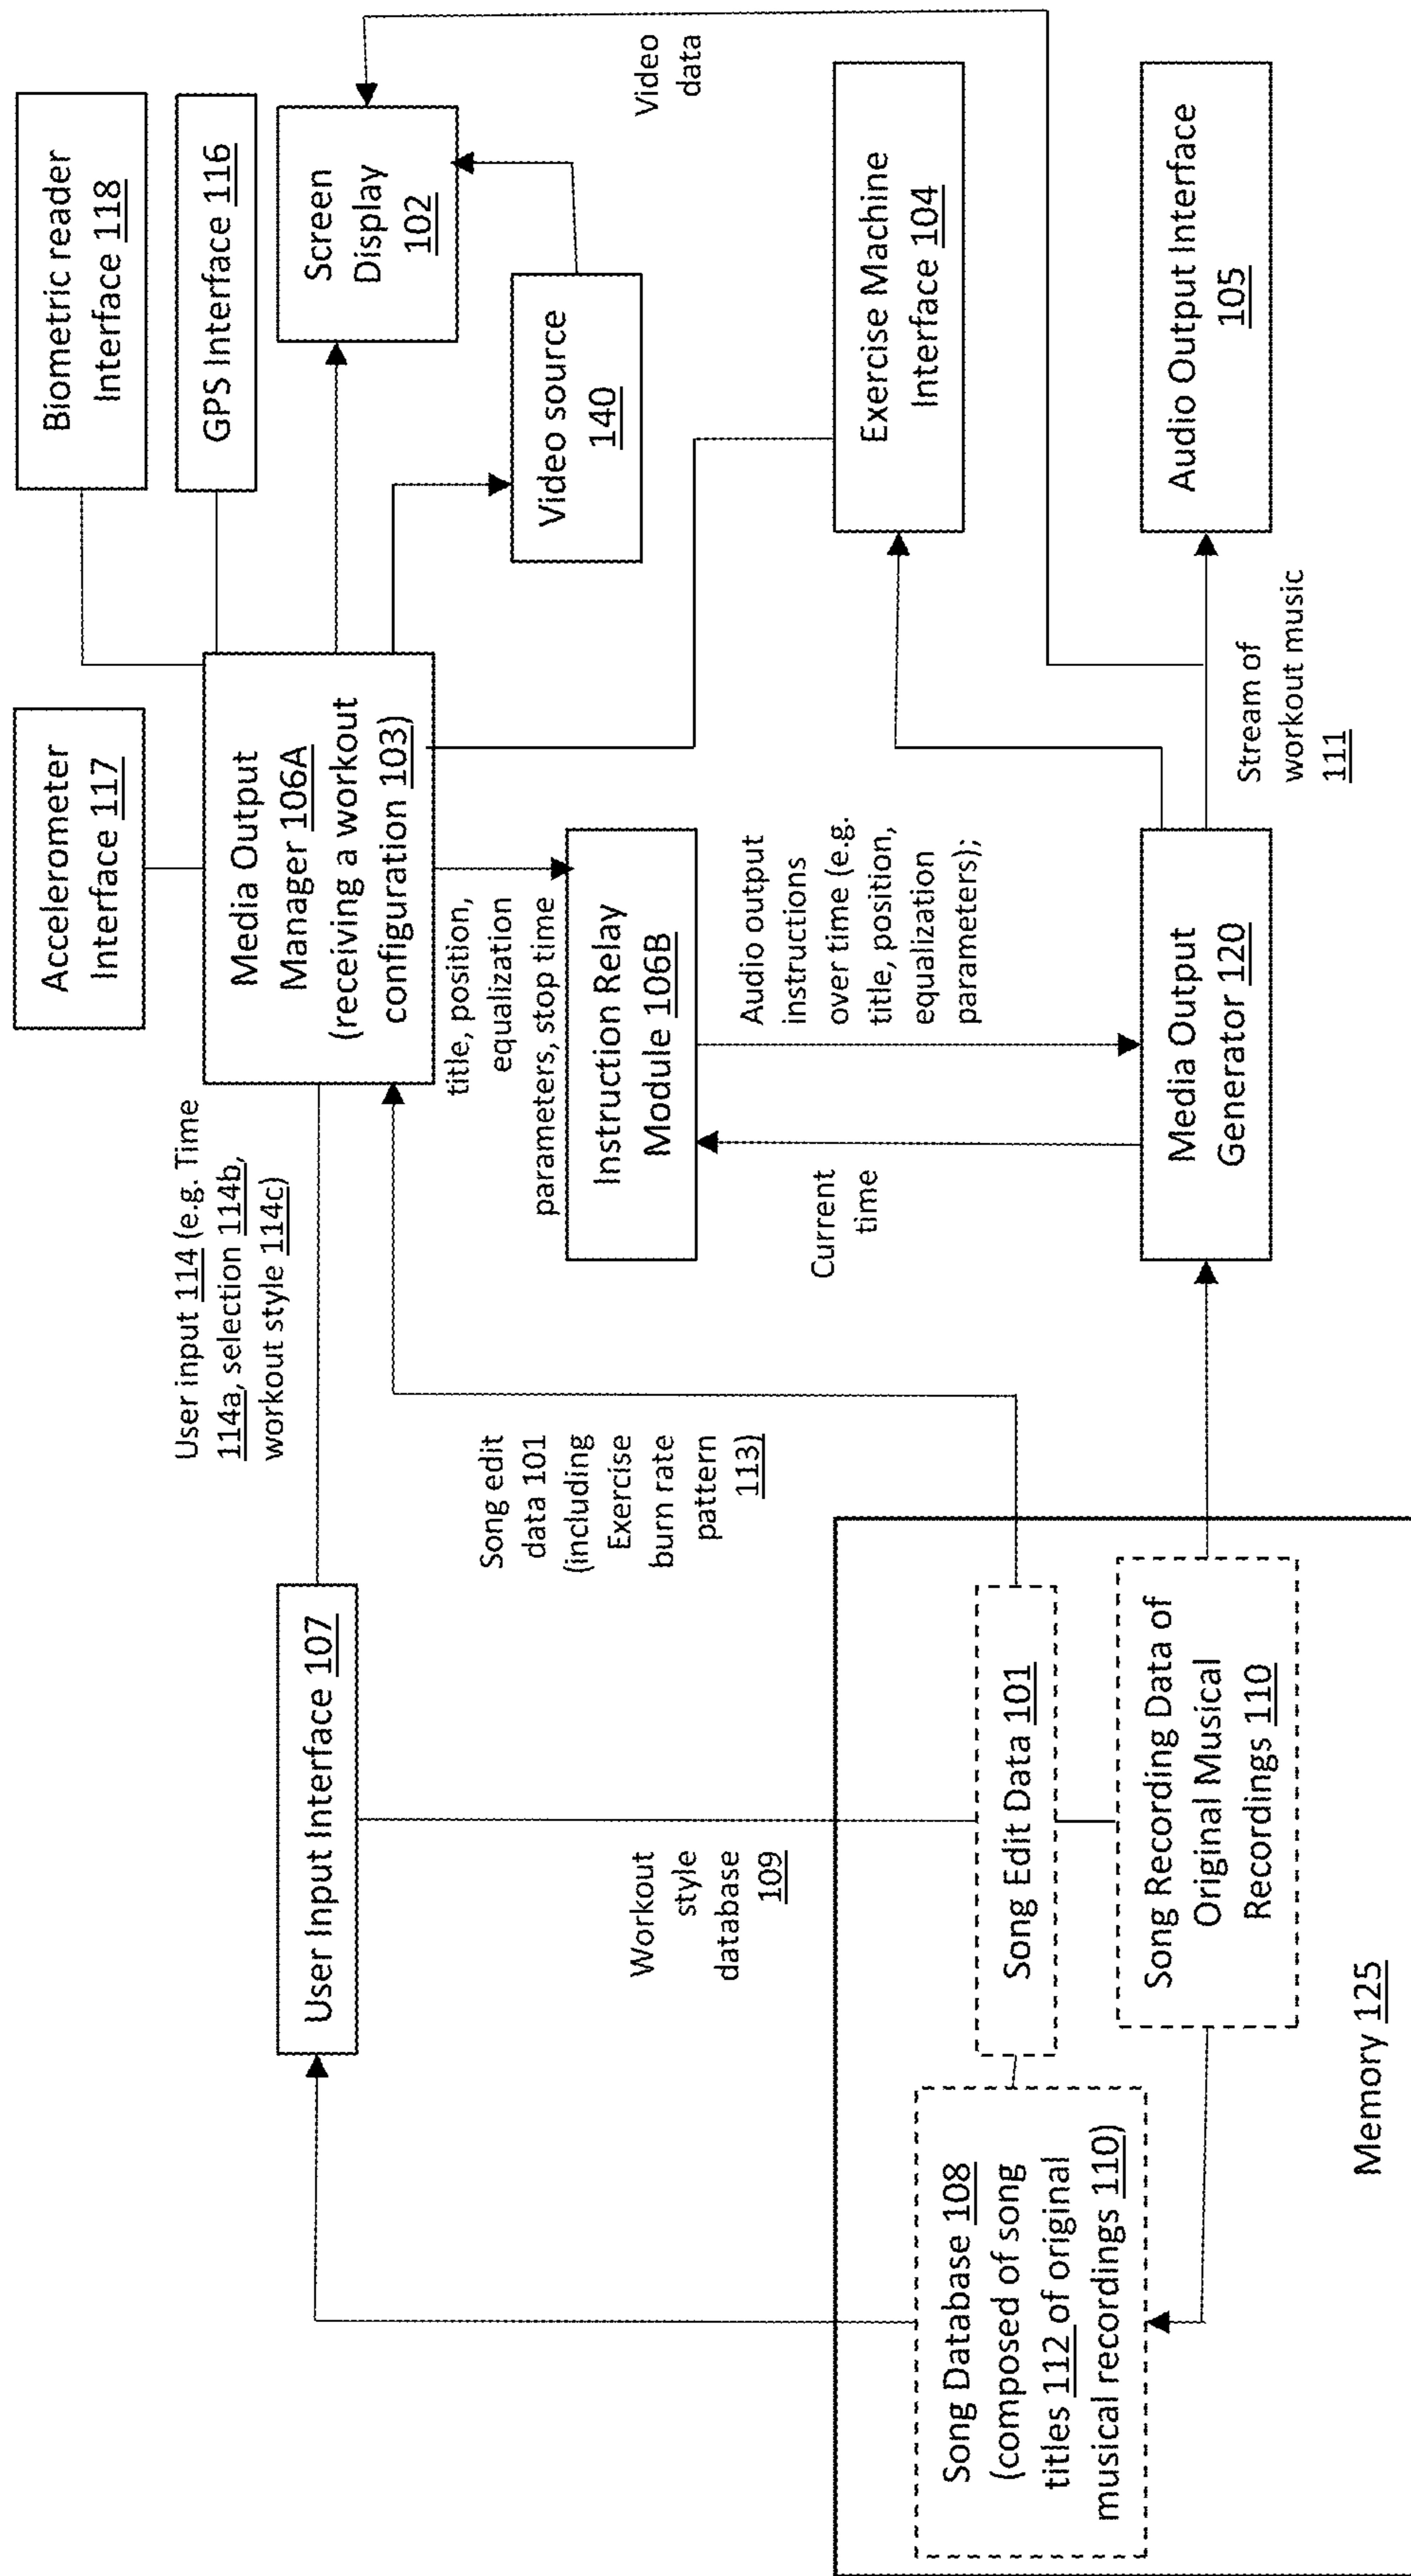 Accelerometer
Interface 117
Biometric reader
Interface 118
GPS Interface 116
User Input Interface 107
User input 114 (e.g. Time
114a, selection 114b,
workout style 114c)
Media Output
Manager 106A
(receiving a workout
configuration 103)
Screen
Display
102
Video source
140
Video
data
Song edit
data 101
(including
Exercise
burn rate
pattern
113)
title, position,
equalization
parameters, stop time
Instruction Relay
Module 106B
Workout
style
database
109
Audio output
instructions
over time (e.g.
title, position,
equalization
parameters);
Current
time
Exercise Machine
Interface 104
Song Database 108
(composed of song
titles 112 of original
musical recordings 110)
Song Edit Data 101
Song Recording Data of
Original Musical
Recordings 110
Memory 125
Media Output
Generator 120
Stream of
workout music
111
Audio Output Interface
105